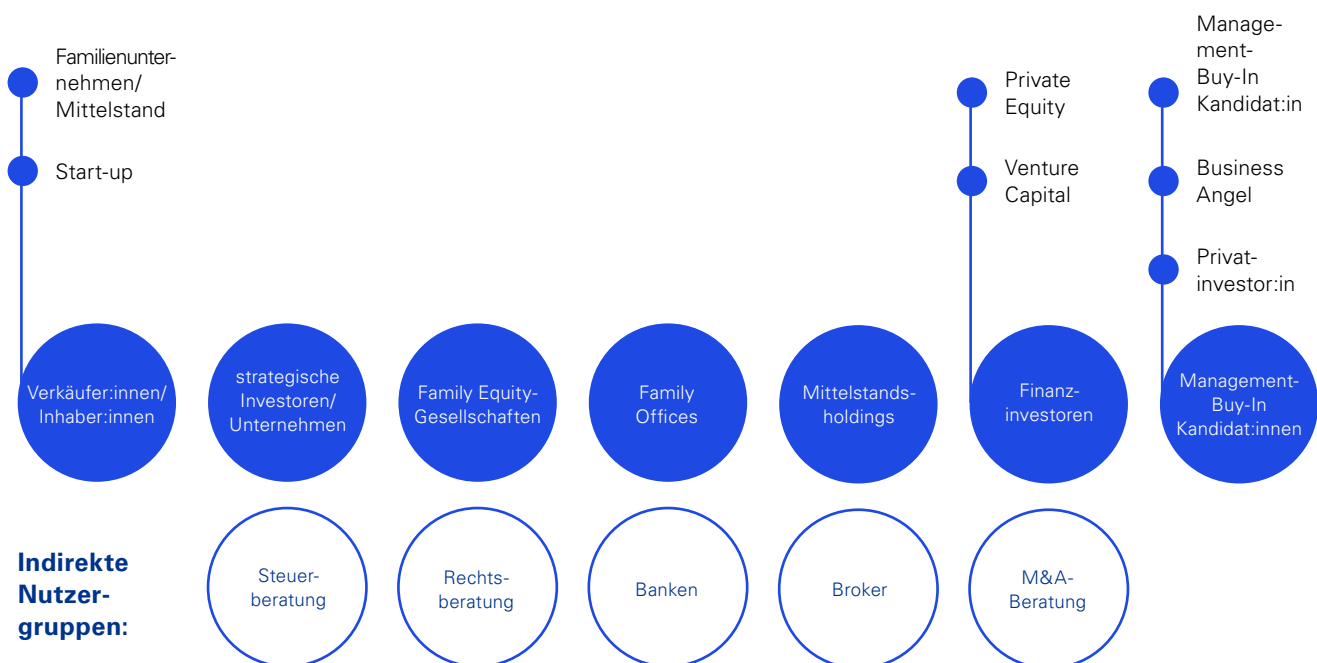 Familienunter-
nehmen/
Mittelstand
Start-up
Private
Equity
Venture
Capital
Manage-
ment-
Buy-In
Kandidat:in
Business
Angel
Privat-
investor:in
Verkäufer:innen/
Inhaber:innen
strategische
Investoren/
Unternehmen
Family Equity-
Gesellschaften
Family
Offices
Mittelstands-
holdings
Finanz-
investoren
Management-
Buy-In
Kandidat:innen
Indirekte
Nutzer-
gruppen:
Steuer-
beratung
Rechts-
beratung
Banken
Broker
M&A-
Beratung